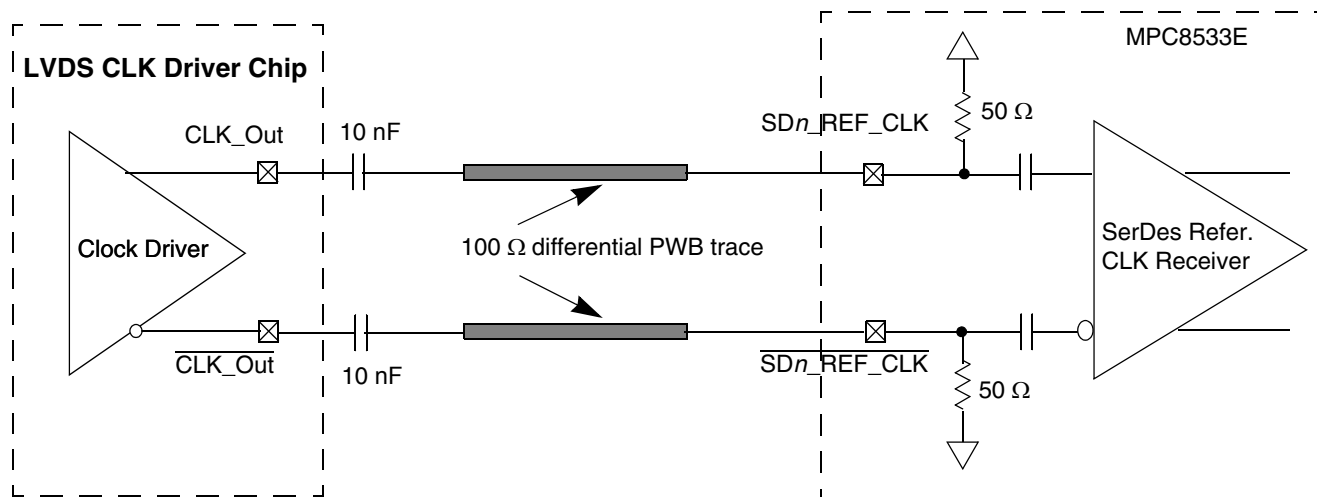 MPC8533E
LVDS CLK Driver Chip
CLK_Out
10 nF
SDn_REF_CLK
50 Ω
Clock Driver
100 Ω differential PWB trace
SerDes Refer.
CLK Receiver
CLK_Out
10 nF
SDn_REF_CLK
50 Ω